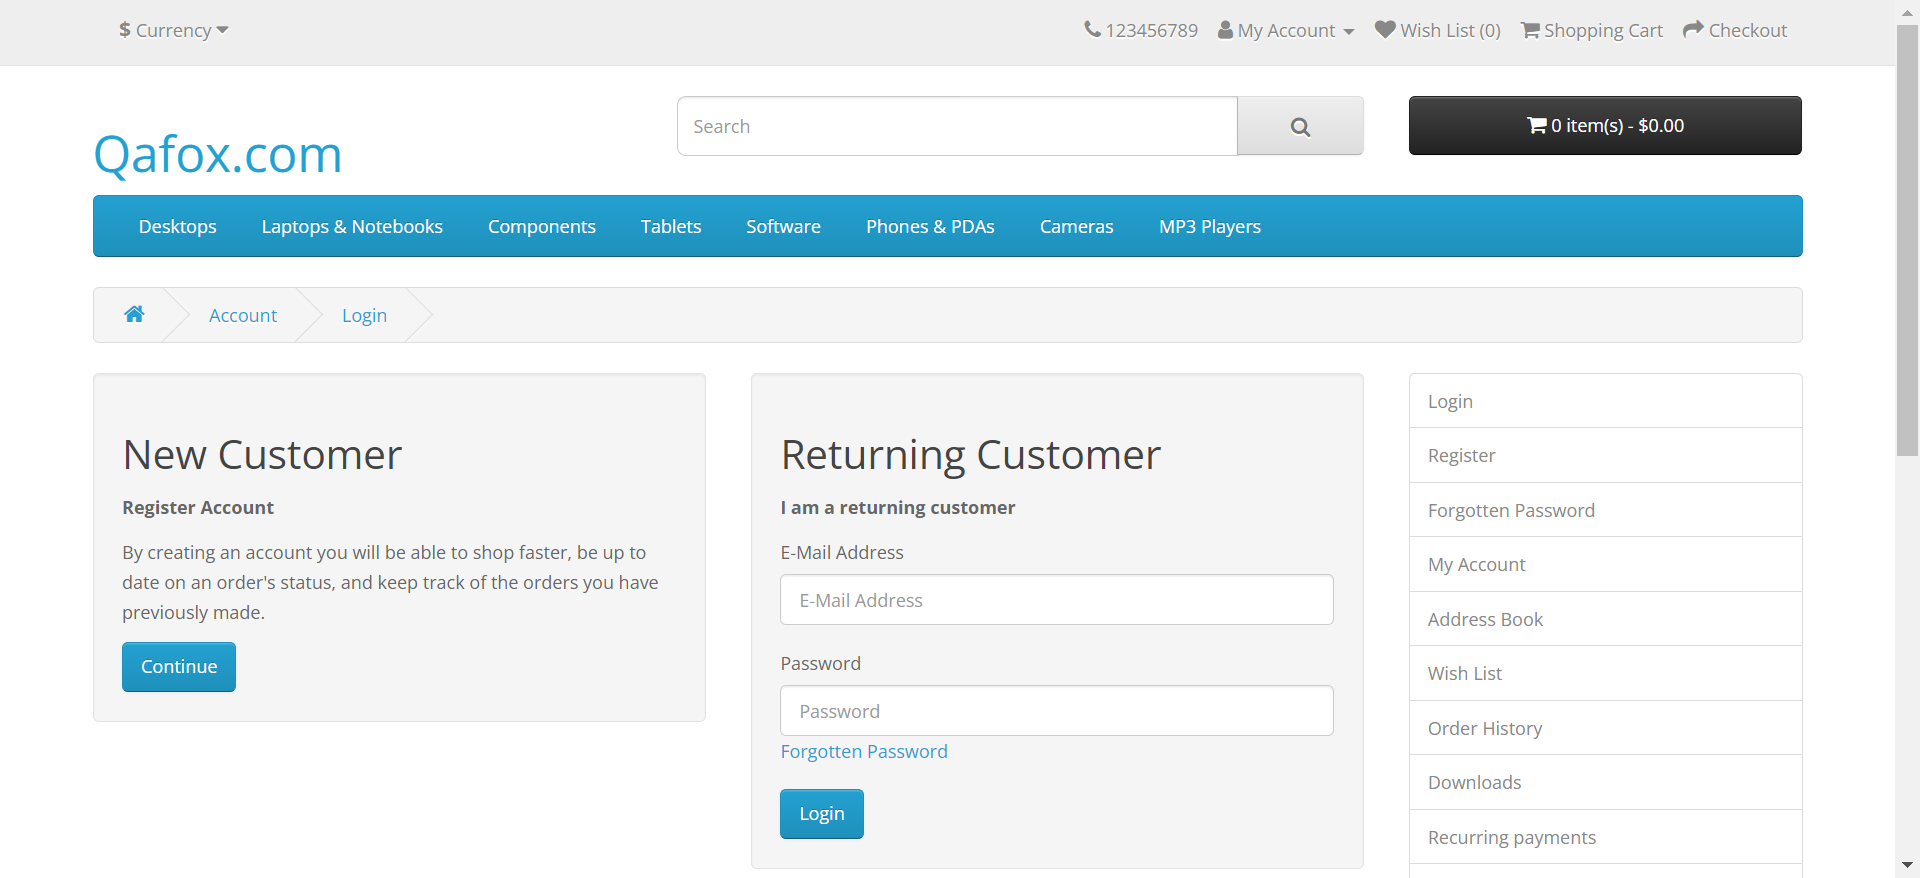 $ Currency
123456789 My Account Wish List (0) Shopping Cart Checkout
Qafox.com
Search
0 item(s) - $0.00
Desktops Laptops & Notebooks Components Tablets Software Phones & PDAs Cameras MP3 Players
Account Login
New Customer
Register Account
By creating an account you will be able to shop faster, be up to
date on an order's status, and keep track of the orders you have
previously made.
Continue
Returning Customer
I am a returning customer
E-Mail Address
E-Mail Address
Password
Password
Forgotten Password
Login
Login
Register
Forgotten Password
My Account
Address Book
Wish List
Order History
Downloads
Recurring payments